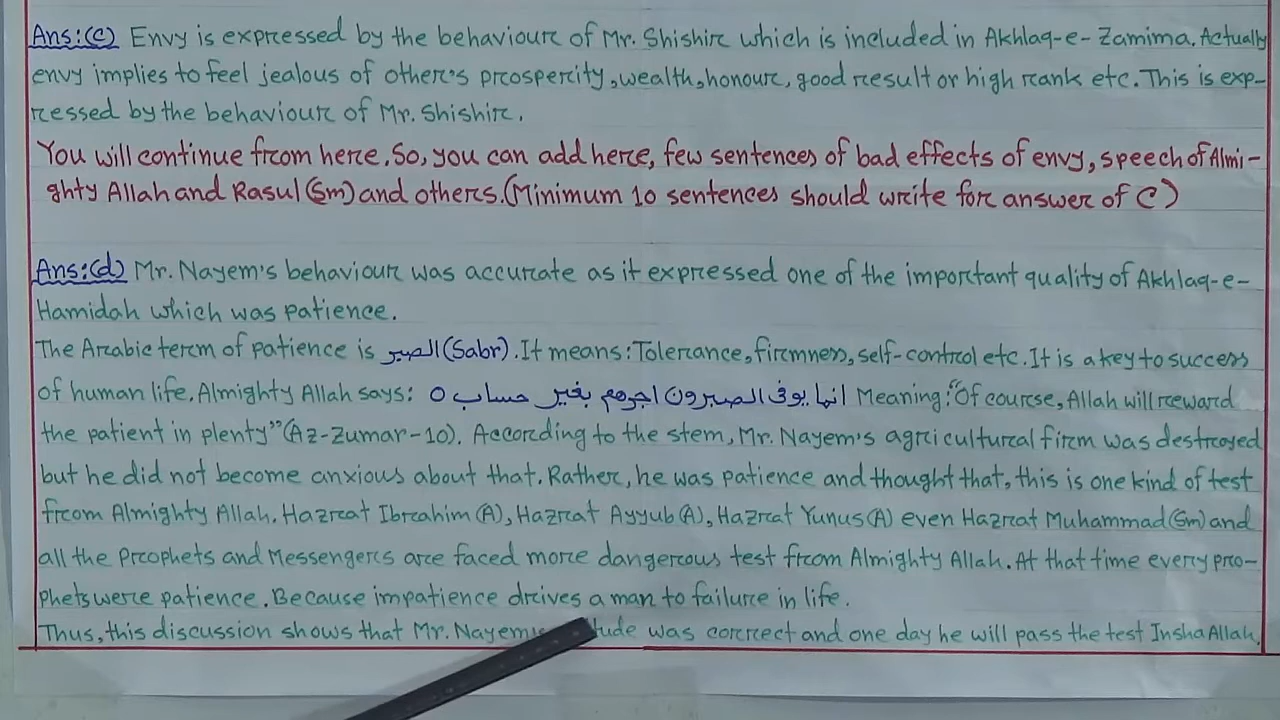 Ans:(c) Envy is expressed by the behaviour of Mr. Shishir which is included in Akhlaq-e-Zamima. Actually
envy implies to feel jealous of other's prosperity, wealth, honour, good result or high rank etc. This is exp-
ressed by the behaviour of Mr. Shishir.
You will continue from here. So, you can add here, few sentences of bad effects of envy, speech of Almi-
ghty Allah and Rasul (Sm) and others. (Minimum 10 sentences should write for answer of C)
Ans:(d) Mr. Nayem's behaviour was accurate as it expressed one of the important quality of Akhlaq-e-
Hamidah which was patience.
The Arabic term of patience is الصبر (Sabr). It means: Tolerance, firmness, self-control etc. It is a key to success
of human life. Almighty Allah says: انما يوفى الصبرون اجرهم بغير حساب ○ Meaning: "Of course, Allah will reward
the patient in plenty" (Az-Zumar-10). According to the stem, Mr. Nayem's agricultural firm was destroyed
but he did not become anxious about that. Rather, he was patience and thought that, this is one kind of test
from Almighty Allah. Hazrat Ibrahim (A), Hazrat Ayyub (A), Hazrat Yunus (A) even Hazrat Muhammad (Sm) and
all the Prophets and Messengers are faced more dangerous test from Almighty Allah. At that time every pro-
phets were patience. Because impatience drives a man to failure in life.
Thus, this discussion shows that Mr. Nayem's was correct and one day he will pass the test InshaAllah.